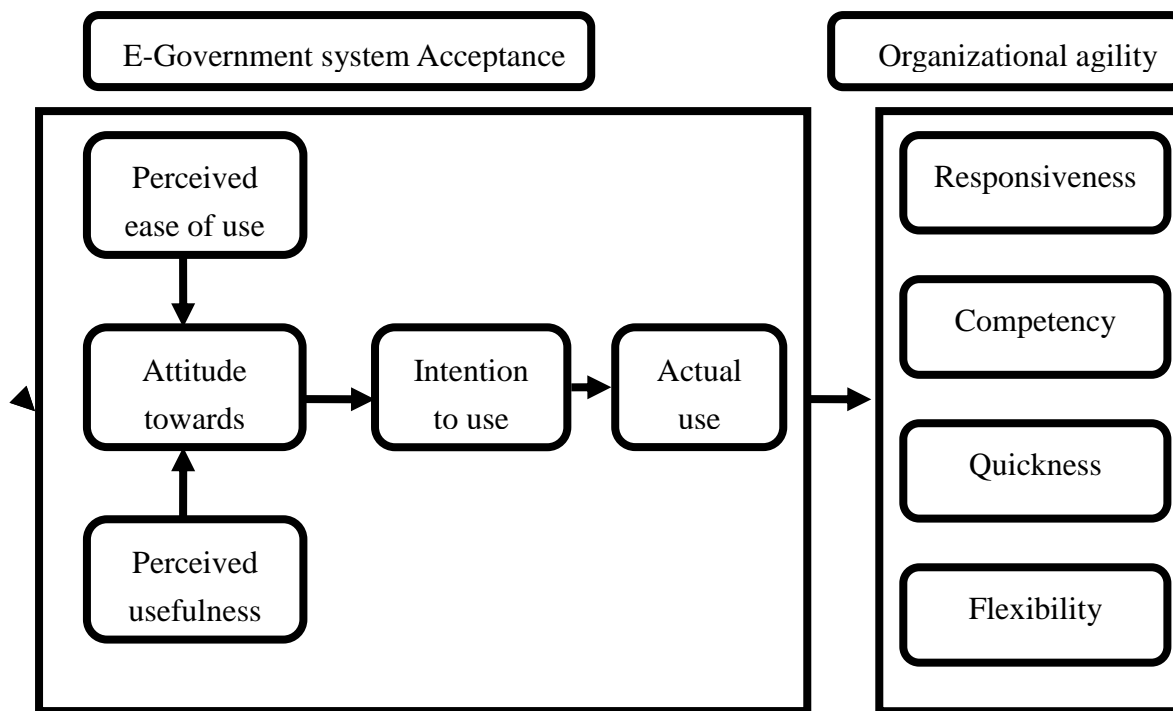 E-Government system Acceptance
Organizational agility
Perceived
ease of use
Attitude
towards
Perceived
usefulness
Intention
to use
Actual
use
Responsiveness
Competency
Quickness
Flexibility